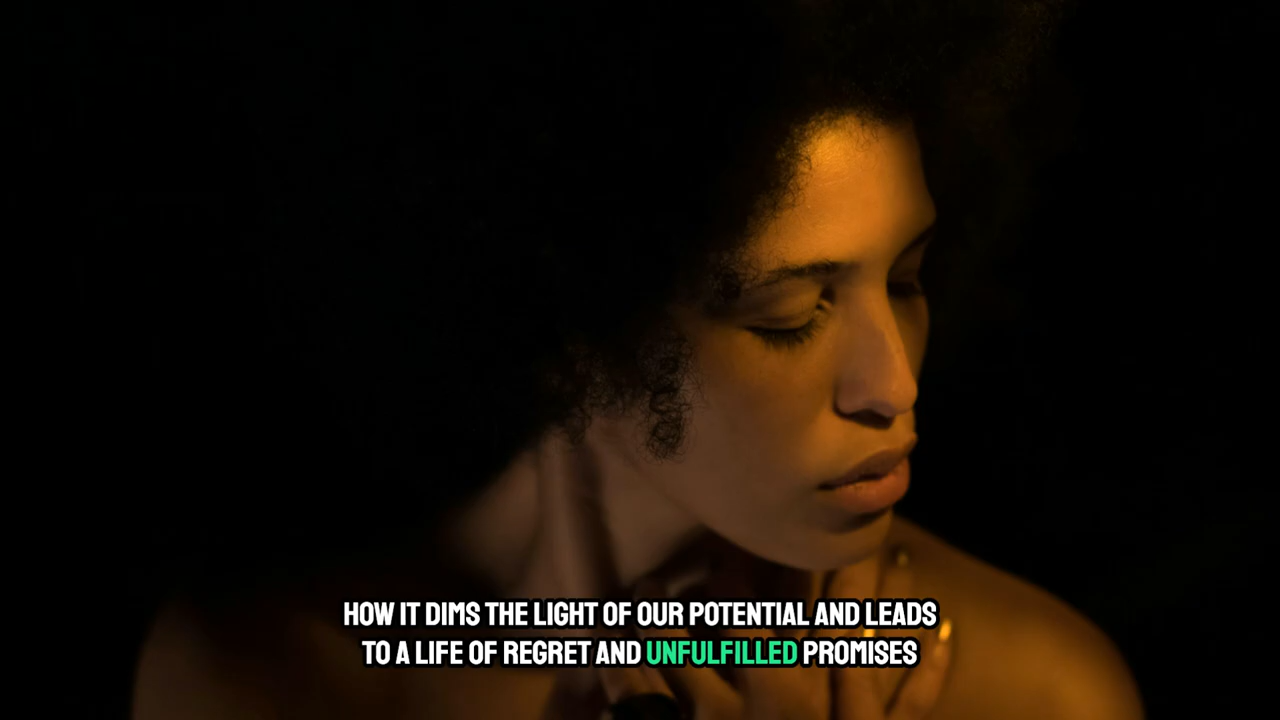 HOW IT DIMS THE LIGHT OF OUR POTENTIAL AND LEADS
TO A LIFE OF REGRET AND UNFULFILLED PROMISES